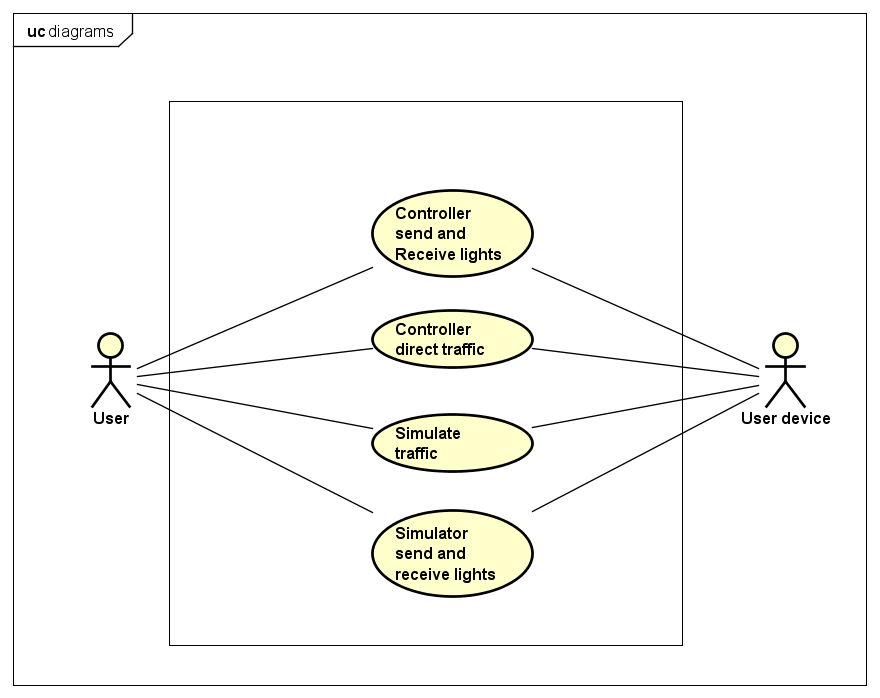 uc diagrams
Controller
send and
Receive lights
Controller
direct traffic
User
User device
Simulate
traffic
Simulator
send and
receive lights